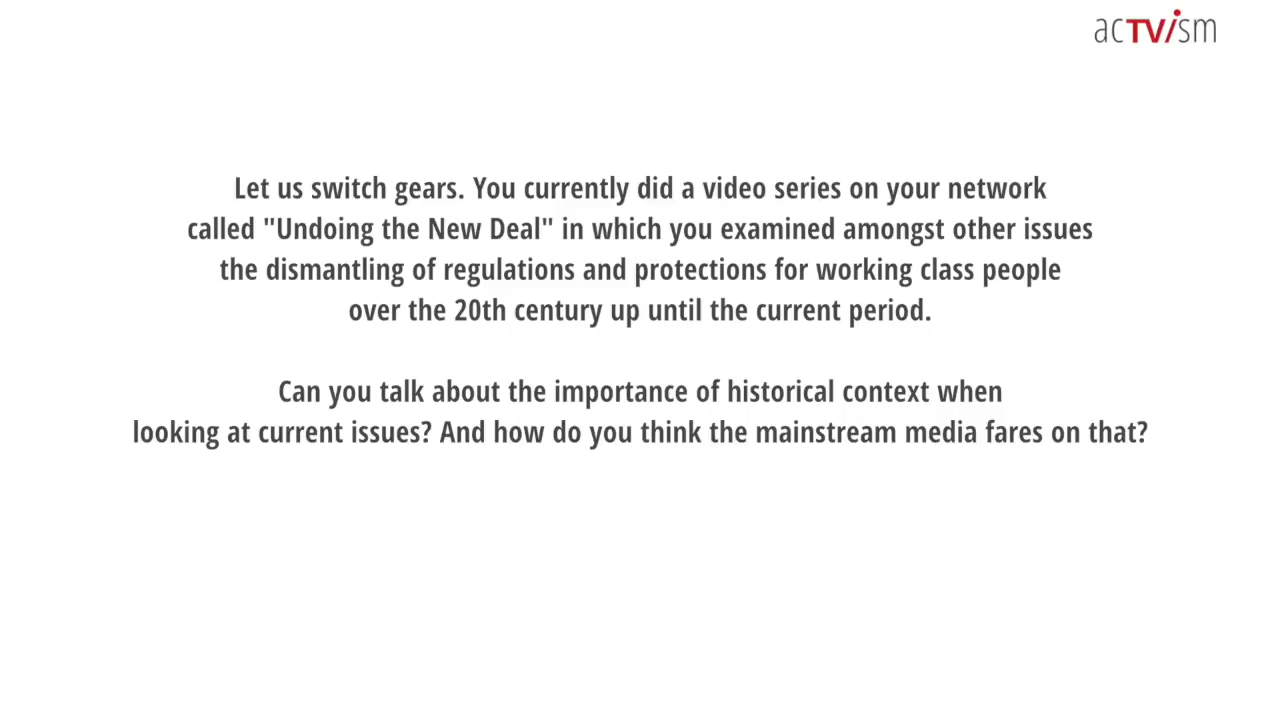 acTVism
Let us switch gears. You currently did a video series on your network
called "Undoing the New Deal" in which you examined amongst other issues
the dismantling of regulations and protections for working class people
over the 20th century up until the current period.
Can you talk about the importance of historical context when
looking at current issues? And how do you think the mainstream media fares on that?